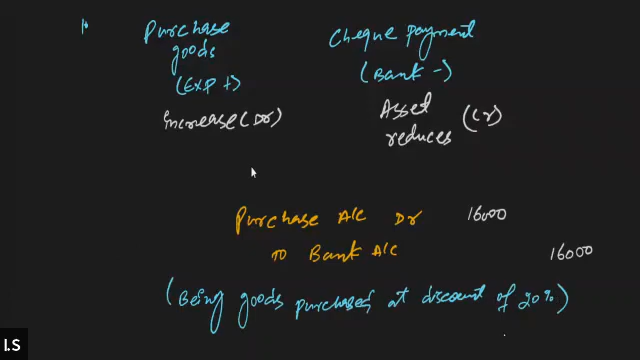 Purchase goods (EXP +) Increase (Dr)
Cheque payment (Bank -) Asset reduces (Cr)
Purchase A/c Dr 16000
To Bank A/c 16000
(Being goods purchased at discount of 20%)
I.S